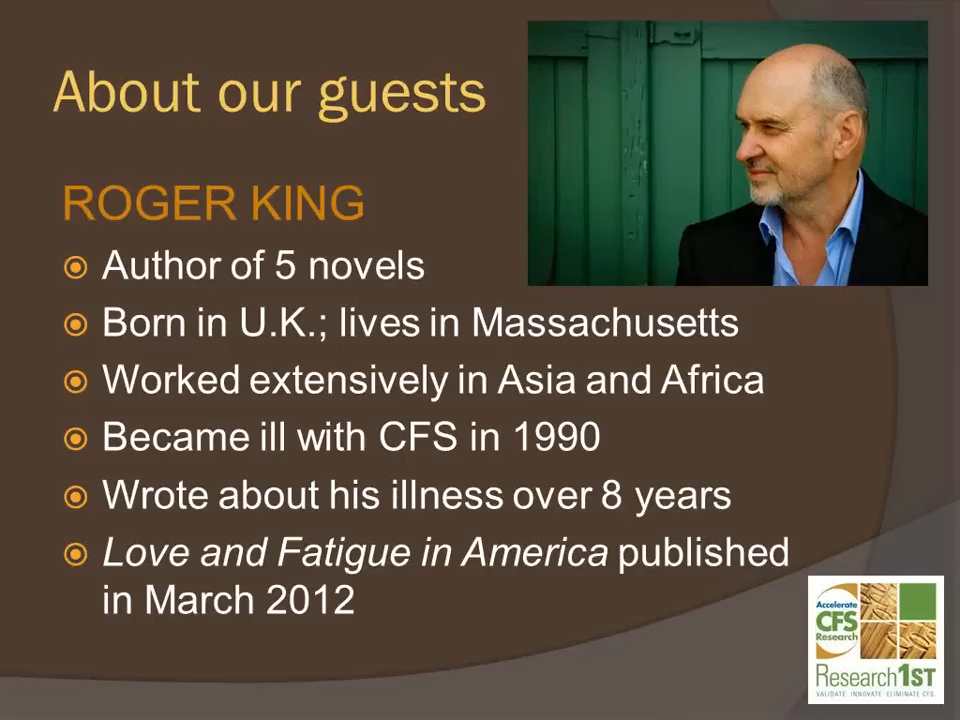 About our guests
ROGER KING
Author of 5 novels
Born in U.K.; lives in Massachusetts
Worked extensively in Asia and Africa
Became ill with CFS in 1990
Wrote about his illness over 8 years
Love and Fatigue in America published
in March 2012
Accelerate
CFS
Research
Research1ST
VALIDATE INNOVATE ELIMINATE CFS